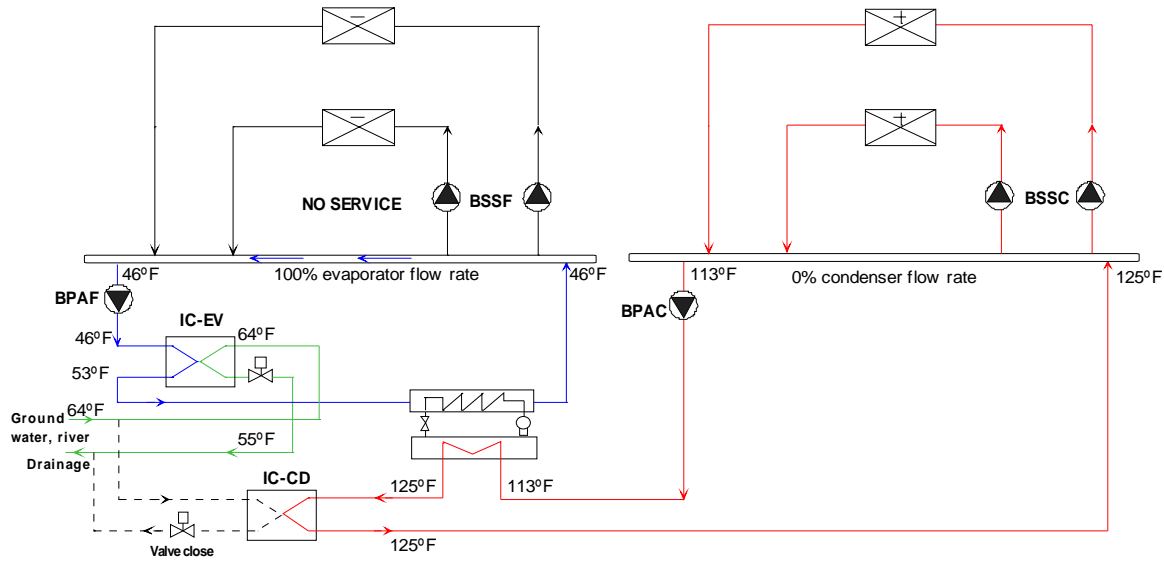 −
+
−
+
NO SERVICE
BSSF
BSSC
46ºF
100% evaporator flow rate
46ºF
113ºF
0% condenser flow rate
125ºF
BPAF
BPAC
IC-EV
46ºF
64ºF
53ºF
64ºF
Ground
water, river
55ºF
Drainage
IC-CD
125ºF
113ºF
125ºF
Valve close